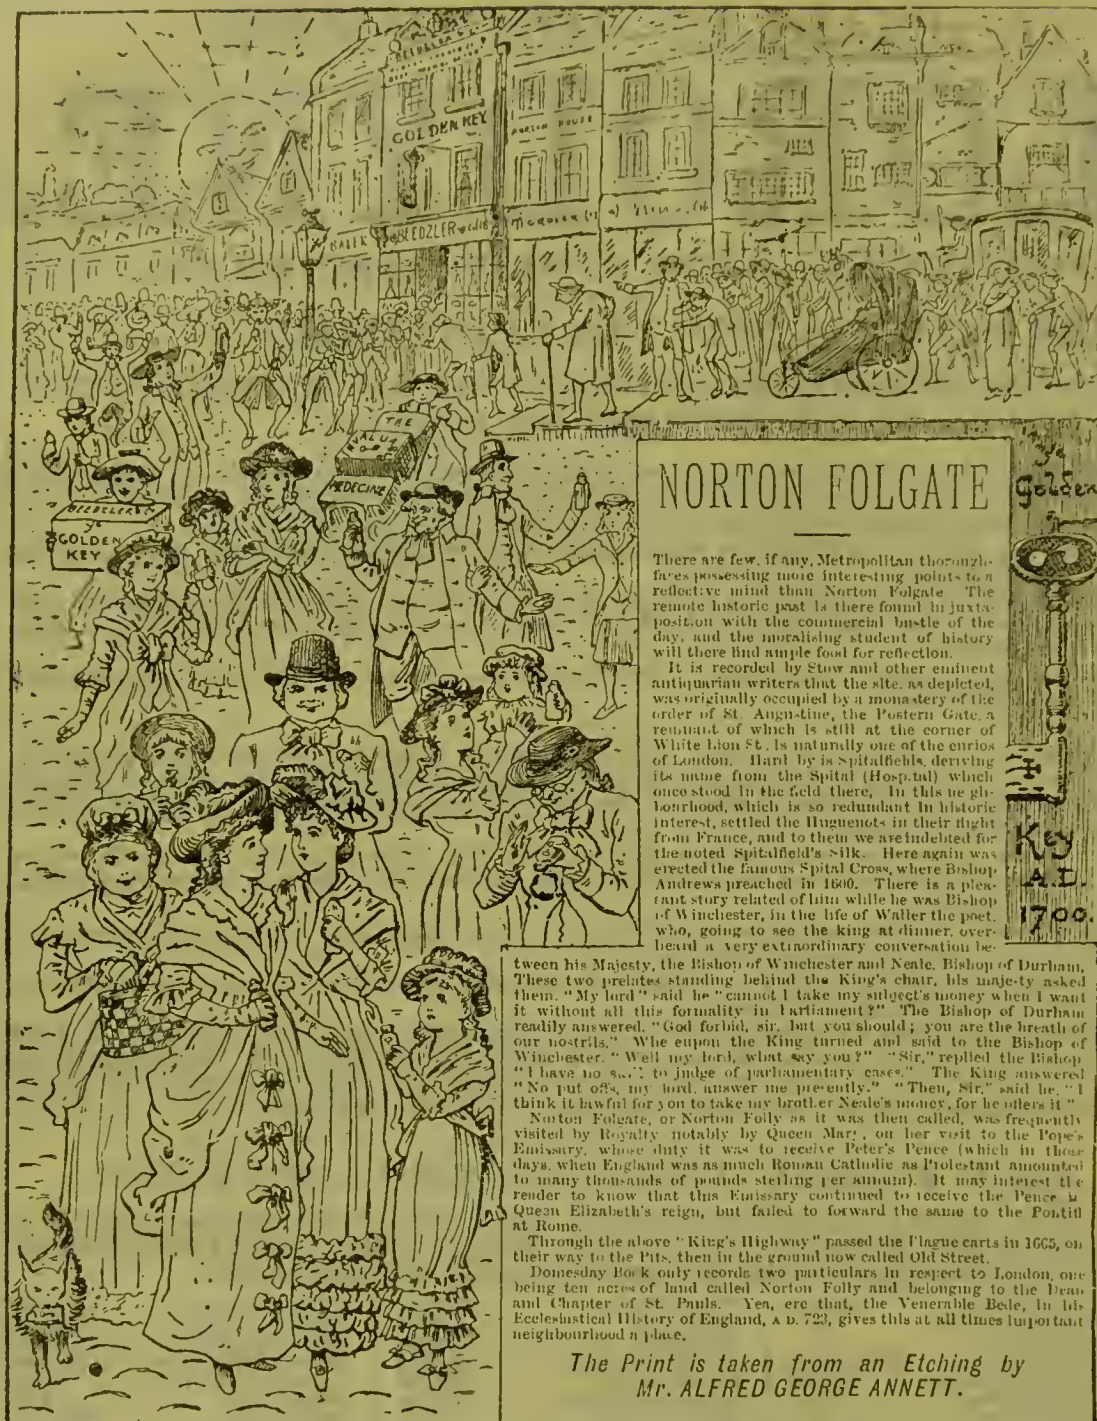 BEEDZLER & Co
GOLDEN KEY
NORTON HOUSE
BAKER
BEEDZLER & Co
THE
VALUE
MEDECINE
BEEDZLER &
ye
GOLDEN
KEY
NORTON FOLGATE
ye
Golden
Key
A.D.
1700.
There are few, if any, Metropolitan thorough-
fares possessing more interesting points to a
reflective mind than Norton Folgate The
remote historic past is there found in juxta-
position with the commercial bustle of the
day, and the moralising student of history
will there find ample food for reflection.
It is recorded by Stow and other eminent
antiquarian writers that the site, as depicted,
was originally occupied by a monastery of the
order of St. Augustine, the Postern Gate, a
remnant of which is still at the corner of
White Lion St. is naturally one of the curios
of London. Hard by is Spitalfields, deriving
its name from the Spital (Hospital) which
once stood in the field there, In this neigh-
bourhood, which is so redundant in historic
interest, settled the Huguenots in their flight
from France, and to them we are indebted for
the noted Spitalfield's Silk. Here again was
erected the famous Spital Cross, where Bishop
Andrews preached in 1600. There is a plea-
sant story related of him while he was Bishop
of Winchester, in the life of Waller the poet,
who, going to see the king at dinner, over-
heard a very extraordinary conversation be-
tween his Majesty, the Bishop of Winchester and Neale, Bishop of Durham,
These two prelates standing behind the King's chair, his majesty asked
them. "My lord" said he "cannot I take my subject's money when I want
it without all this formality in Parliament?" The Bishop of Durham
readily answered, "God forbid, sir, but you should; you are the breath of
our nostrils." Whereupon the King turned and said to the Bishop of
Winchester. "Well my lord, what say you?" "Sir," replied the Bishop
"I have no skill to judge of parliamentary cases." The King answered
"No put offs, my lord, answer me presently." "Then, Sir," said he, "I
think it lawful for you to take my brother Neale's money, for he offers it"
Norton Folgate, or Norton Folly as it was then called, was frequently
visited by Royalty notably by Queen Mary, on her visit to the Pope's
Emissary, whose duty it was to receive Peter's Pence (which in those
days, when England was as much Roman Catholic as Protestant amounted
to many thousands of pounds sterling per annum). It may interest the
reader to know that this Emissary continued to receive the Pence in
Queen Elizabeth's reign, but failed to forward the same to the Pontiff
at Rome.
Through the above "King's Highway" passed the Plague carts in 1665, on
their way to the Pits, then in the ground now called Old Street.
Domesday Book only records two particulars in respect to London, one
being ten acres of land called Norton Folly and belonging to the Dean
and Chapter of St. Pauls. Yea, ere that, the Venerable Bede, in his
Ecclesiastical History of England, A D. 723, gives this at all times important
neighbourhood a place.
The Print is taken from an Etching by
Mr. ALFRED GEORGE ANNETT.